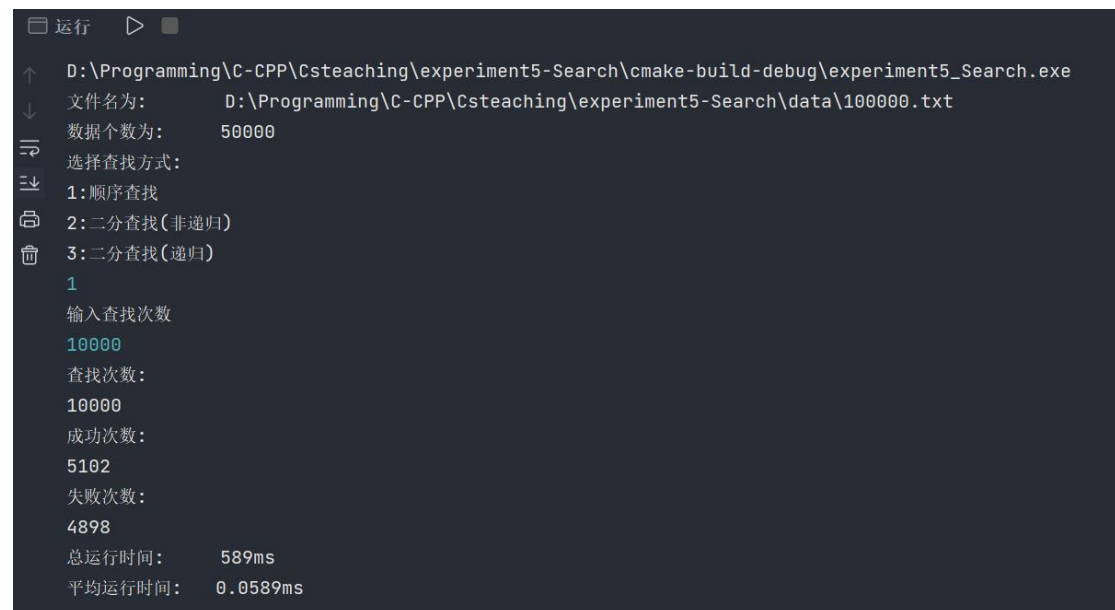 运行
D:\Programming\C-CPP\Csteaching\experiment5-Search\cmake-build-debug\experiment5_Search.exe
文件名为: D:\Programming\C-CPP\Csteaching\experiment5-Search\data\100000.txt
数据个数为: 50000
选择查找方式:
1:顺序查找
2:二分查找(非递归)
3:二分查找(递归)
1
输入查找次数
10000
查找次数:
10000
成功次数:
5102
失败次数:
4898
总运行时间: 589ms
平均运行时间: 0.0589ms